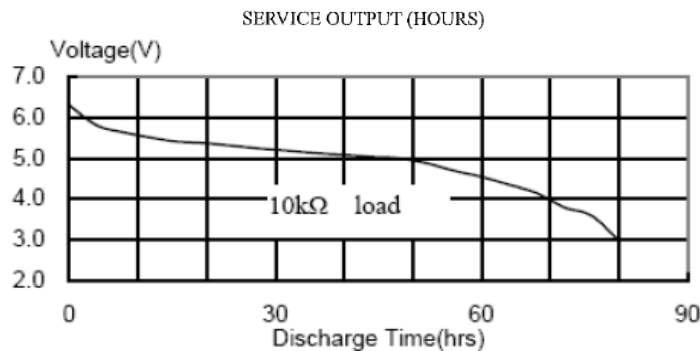 SERVICE OUTPUT (HOURS)
Voltage(V)
7.0
6.0
5.0
4.0
10kΩ load
3.0
2.0
0 30 60 90
Discharge Time(hrs)